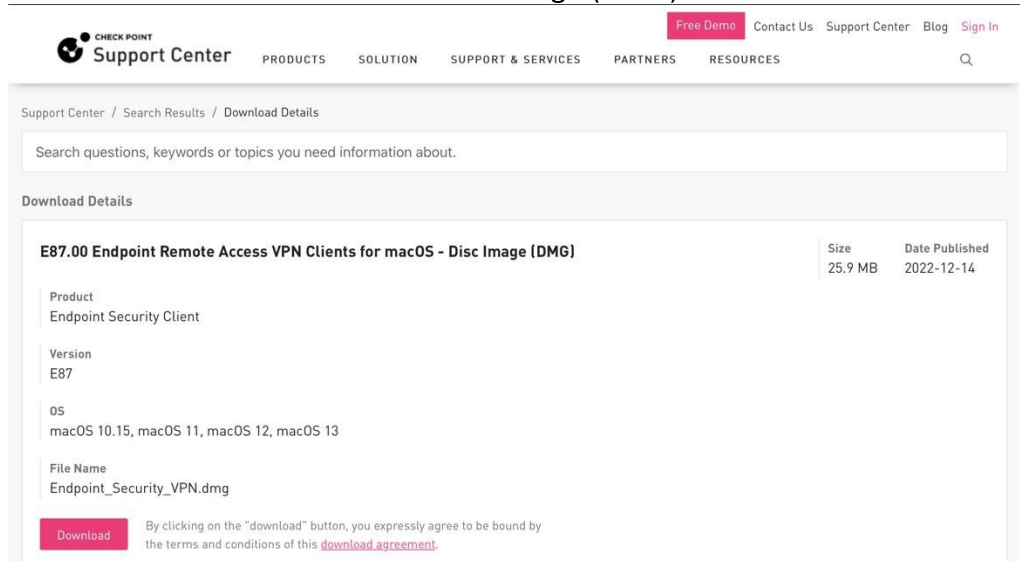 Free Demo Contact Us Support Center Blog Sign In
CHECK POINT
Support Center
PRODUCTS SOLUTION SUPPORT & SERVICES PARTNERS RESOURCES
Support Center / Search Results / Download Details
Search questions, keywords or topics you need information about.
Download Details
E87.00 Endpoint Remote Access VPN Clients for macOS - Disc Image (DMG)
Size
25.9 MB
Date Published
2022-12-14
Product
Endpoint Security Client
Version
E87
OS
macOS 10.15, macOS 11, macOS 12, macOS 13
File Name
Endpoint_Security_VPN.dmg
Download
By clicking on the "download" button, you expressly agree to be bound by
the terms and conditions of this download agreement.